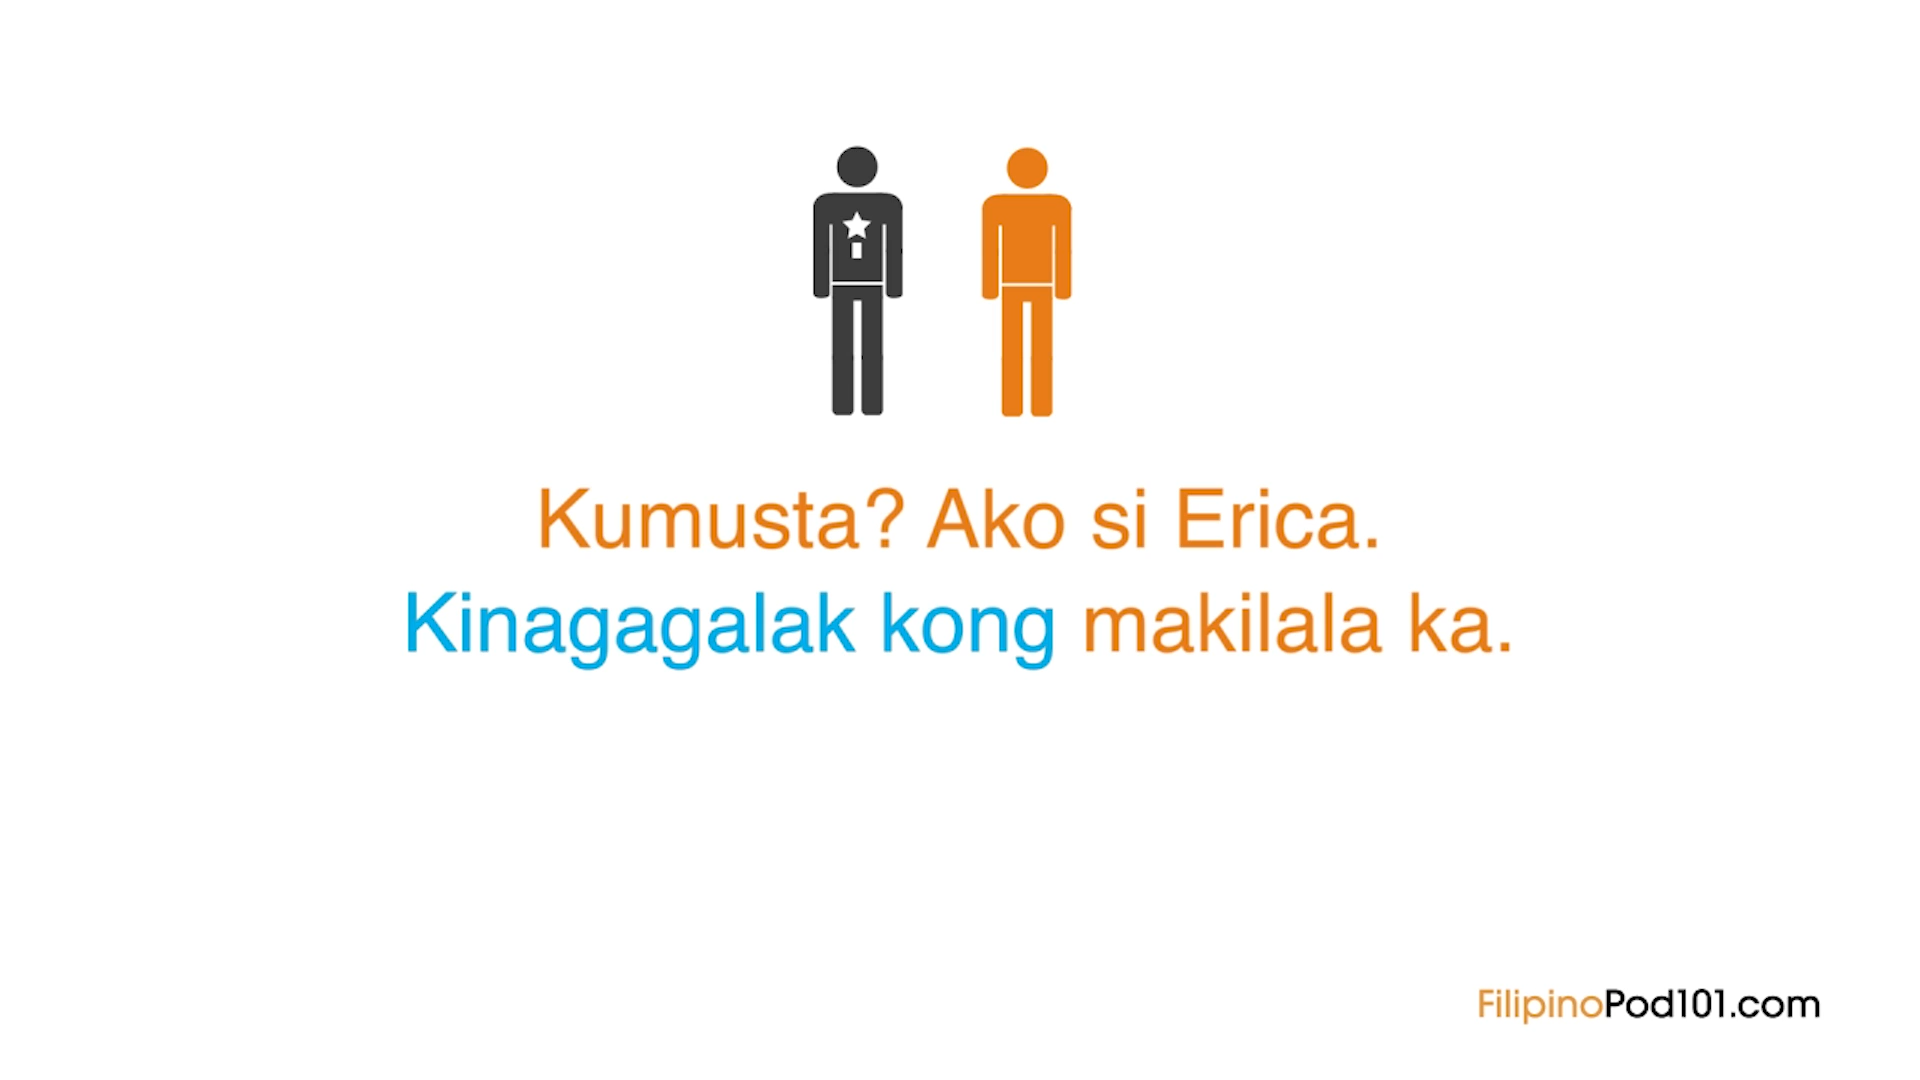 Kumusta? Ako si Erica.
Kinagagalak kong makilala ka.
FilipinoPod101.com